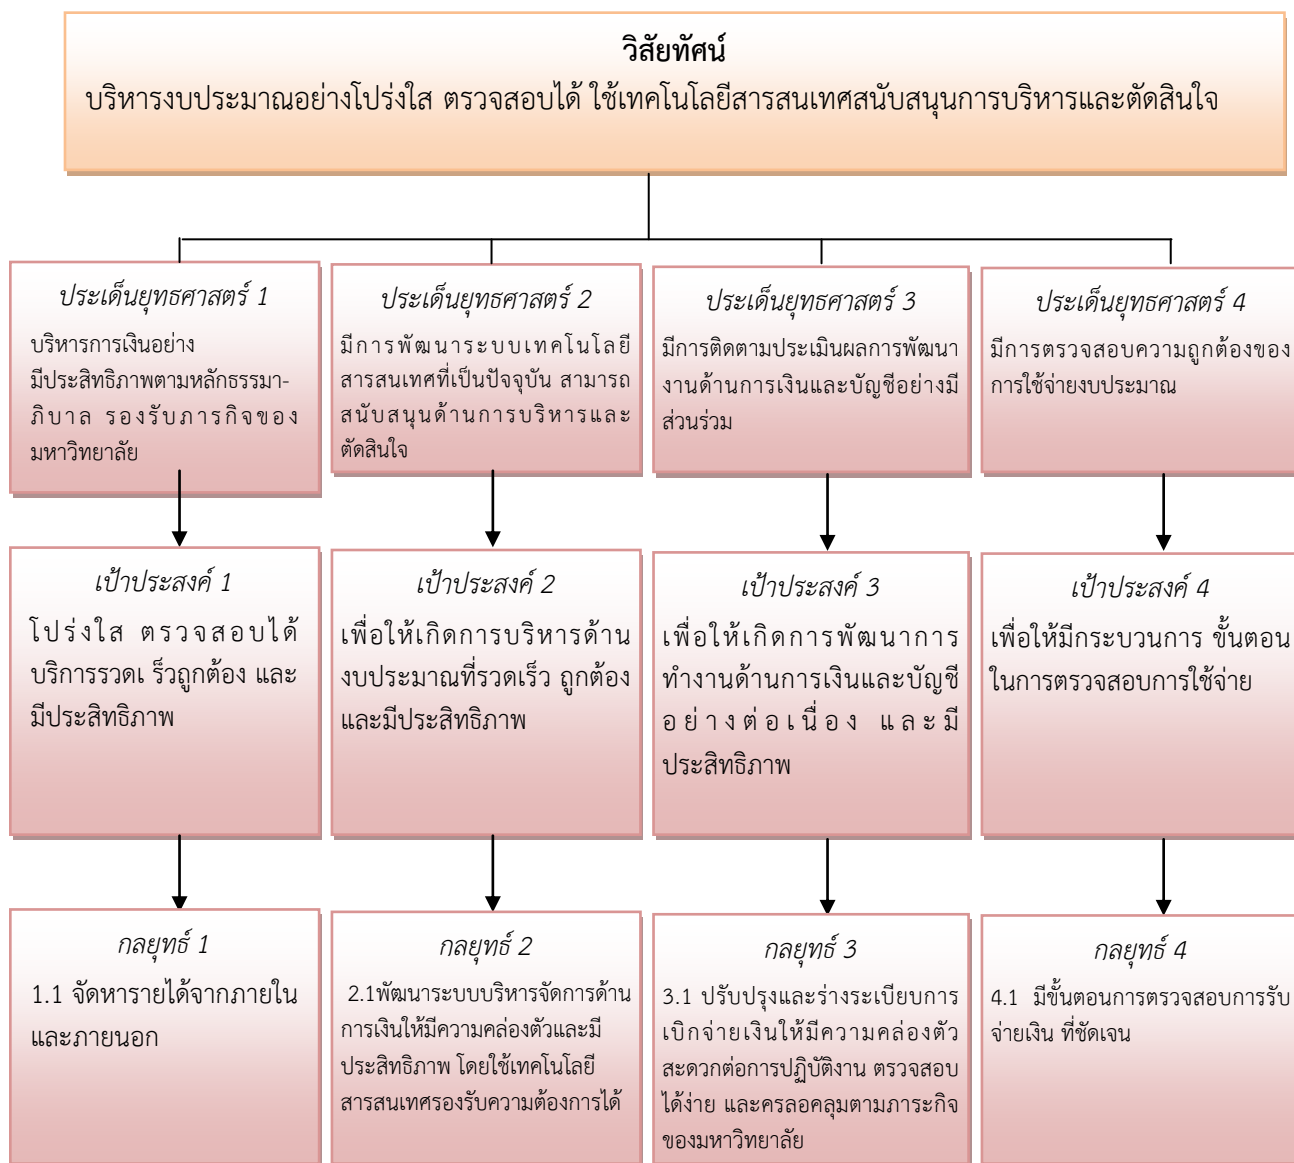 วิสัยทัศน์
บริหารงบประมาณอย่างโปร่งใส ตรวจสอบได้ ใช้เทคโนโลยีสารสนเทศสนับสนุนการบริหารและตัดสินใจ
ประเด็นยุทธศาสตร์ 1
บริหารการเงินอย่าง
มีประสิทธิภาพตามหลักธรรมา-
ภิบาล รองรับภารกิจของ
มหาวิทยาลัย
ประเด็นยุทธศาสตร์ 2
มีการพัฒนาระบบเทคโนโลยี
สารสนเทศที่เป็นปัจจุบัน สามารถ
สนับสนุนด้านการบริหารและ
ตัดสินใจ
ประเด็นยุทธศาสตร์ 3
มีการติดตามประเมินผลการพัฒนา
งานด้านการเงินและบัญชีอย่างมี
ส่วนร่วม
ประเด็นยุทธศาสตร์ 4
มีการตรวจสอบความถูกต้องของ
การใช้จ่ายงบประมาณ
เป้าประสงค์ 1
โปร่งใส ตรวจสอบได้
บริการรวดเ ร็วถูกต้อง และ
มีประสิทธิภาพ
เป้าประสงค์ 2
เพื่อให้เกิดการบริหารด้าน
งบประมาณที่รวดเร็ว ถูกต้อง
และมีประสิทธิภาพ
เป้าประสงค์ 3
เพื่อให้เกิดการพัฒนาการ
ทำงานด้านการเงินและบัญชี
อย่างต่อเนื่อง และมี
ประสิทธิภาพ
เป้าประสงค์ 4
เพื่อให้มีกระบวนการ ขั้นตอน
ในการตรวจสอบการใช้จ่าย
กลยุทธ์ 1
1.1 จัดหารายได้จากภายใน
และภายนอก
กลยุทธ์ 2
2.1พัฒนาระบบบริหารจัดการด้าน
การเงินให้มีความคล่องตัวและมี
ประสิทธิภาพ โดยใช้เทคโนโลยี
สารสนเทศรองรับความต้องการได้
กลยุทธ์ 3
3.1 ปรับปรุงและร่างระเบียบการ
เบิกจ่ายเงินให้มีความคล่องตัว
สะดวกต่อการปฏิบัติงาน ตรวจสอบ
ได้ง่าย และครลอคลุมตามภาระกิจ
ของมหาวิทยาลัย
กลยุทธ์ 4
4.1 มีขั้นตอนการตรวจสอบการรับ
จ่ายเงิน ที่ชัดเจน